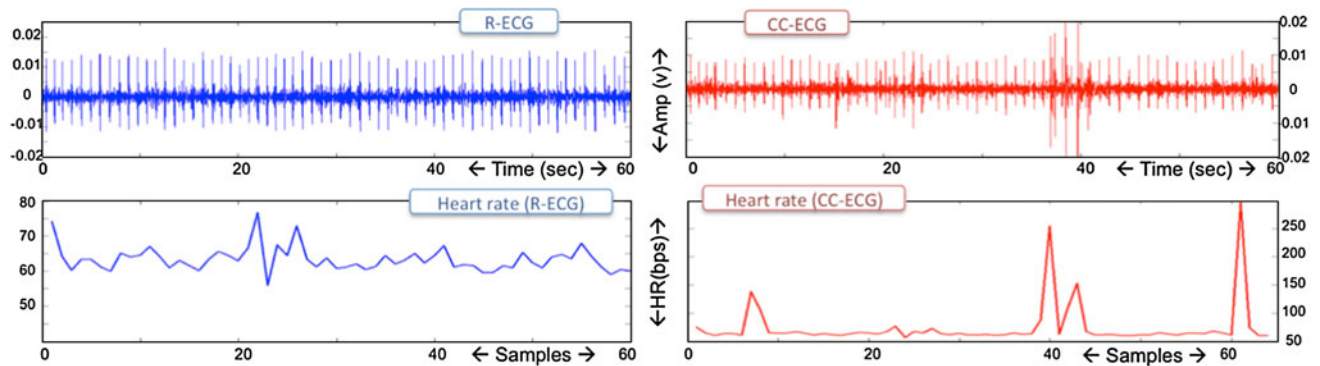 R-ECG
0.02
0.01
0
-0.01
-0.02
0 20 40 ← Time (sec) → 60
CC-ECG
←Amp (v)→
0.02
0.010
0
0.01
0.02
0 20 40 ← Time (sec) → 60
Heart rate (R-ECG)
80
70
60
50
0 20 40 ← Samples → 60
Heart rate (CC-ECG)
←HR(bps)→
250
200
150
100
50
0 20 40 ← Samples → 60